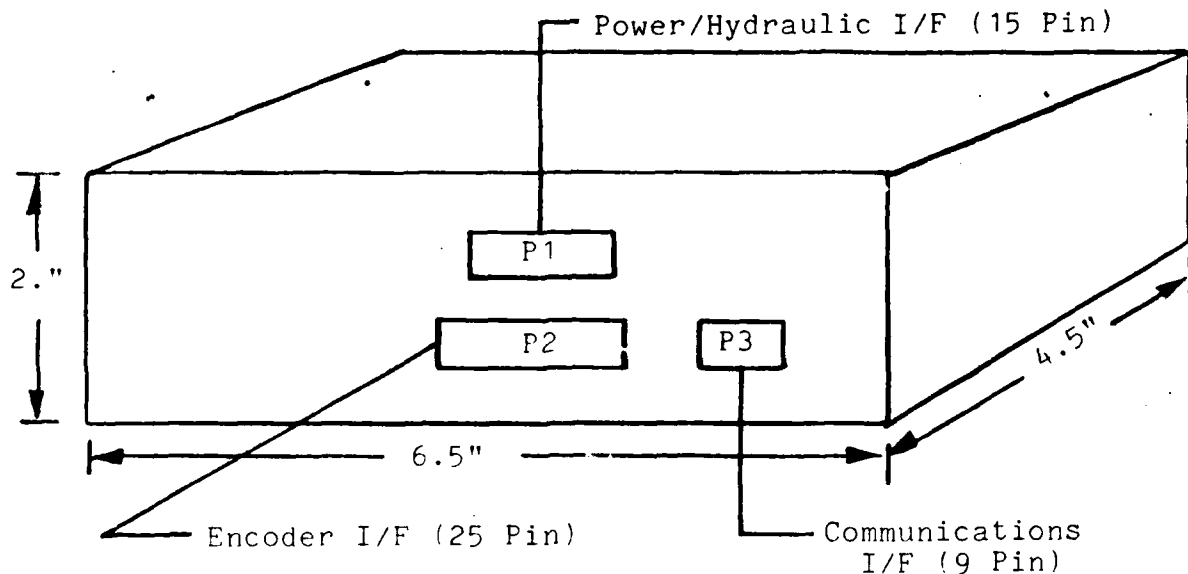 Power/Hydraulic I/F (15 Pin)
P1
2."
P2
P3
4.5"
6.5"
Encoder I/F (25 Pin)
Communications
I/F (9 Pin)